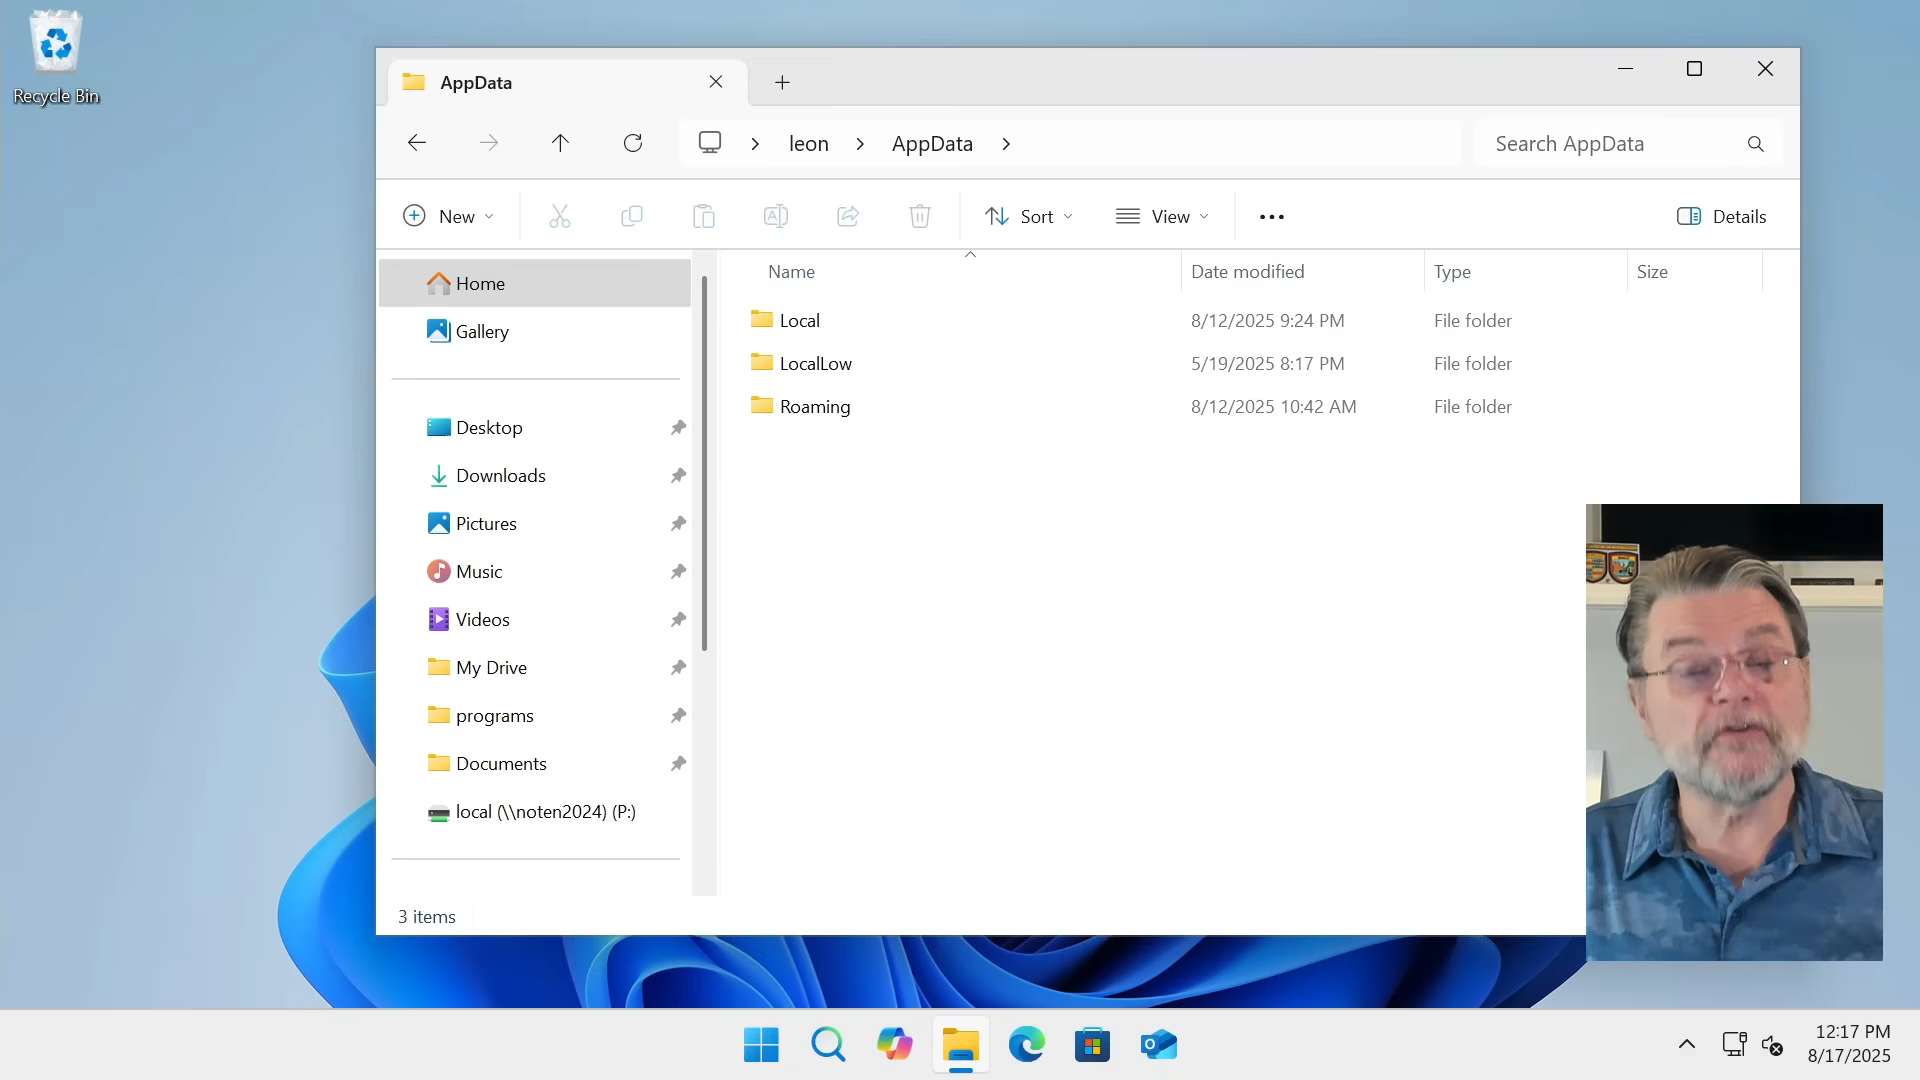 Recycle Bin
AppData
leon
AppData
Search AppData
New
Sort
View
Details
Name
Date modified
Type
Size
Local
8/12/2025 9:24 PM
File folder
LocalLow
5/19/2025 8:17 PM
File folder
Roaming
8/12/2025 10:42 AM
File folder
Home
Gallery
Desktop
Downloads
Pictures
Music
Videos
My Drive
programs
Documents
local (\\noten2024) (P:)
3 items
12:17 PM
8/17/2025